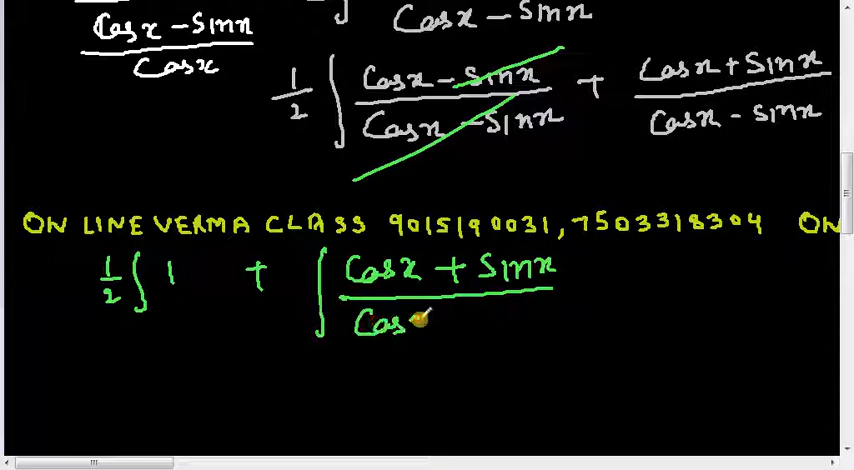 ∫ Cosx - Sinx
Cosx - Sinx
Cosx
1/2 ∫ Cosx - Sinx / Cosx - Sinx + Cosx + Sinx / Cosx - Sinx
ON LINE VERMA CLASS 9015190031, 7503318304 ON
1/2 ∫ 1 + ∫ Cosx + Sinx / Cos